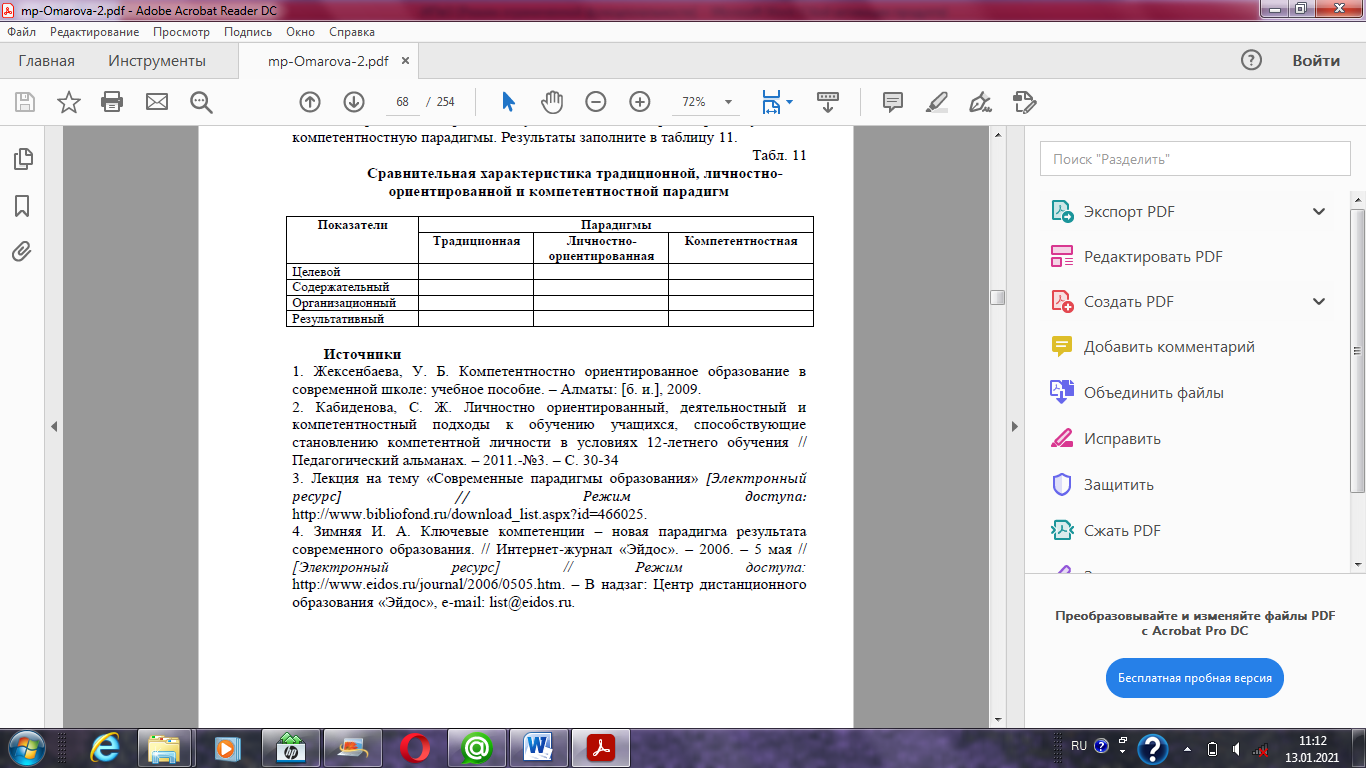 mp-Omarova-2.pdf - Adobe Acrobat Reader DC
Файл Редактирование Просмотр Подпись Окно Справка
Главная Инструменты mp-Omarova-2.pdf × Войти
68 / 254 72%
компетентностную парадигмы. Результаты заполните в таблицу 11.
Табл. 11
Сравнительная характеристика традиционной, личностно-
ориентированной и компетентностной парадигм
Показатели Парадигмы
Традиционная Личностно- Компетентностная
ориентированная
Целевой
Содержательный
Организационный
Результативный
Источники
1. Жексенбаева, У. Б. Компетентностно ориентированное образование в
современной школе: учебное пособие. – Алматы: [б. и.], 2009.
2. Кабиденова, С. Ж. Личностно ориентированный, деятельностный и
компетентностный подходы к обучению учащихся, способствующие
становлению компетентной личности в условиях 12-летнего обучения //
Педагогический альманах. – 2011.-№3. – С. 30-34
3. Лекция на тему «Современные парадигмы образования» [Электронный
ресурс] // Режим доступа:
http://www.bibliofond.ru/download_list.aspx?id=466025.
4. Зимняя И. А. Ключевые компетенции – новая парадигма результата
современного образования. // Интернет-журнал «Эйдос». – 2006. – 5 мая //
[Электронный ресурс] // Режим доступа:
http://www.eidos.ru/journal/2006/0505.htm. – В надзаг: Центр дистанционного
образования «Эйдос», e-mail: list@eidos.ru.
Поиск "Разделить"
Экспорт PDF
Редактировать PDF
Создать PDF
Добавить комментарий
Объединить файлы
Исправить
Защитить
Сжать PDF
Преобразовывайте и изменяйте файлы PDF
с Acrobat Pro DC
Бесплатная пробная версия
RU
11:12
13.01.2021